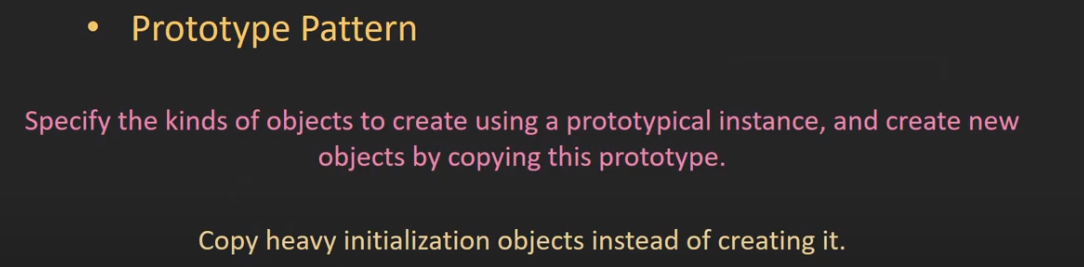 • Prototype Pattern
Specify the kinds of objects to create using a prototypical instance, and create new
objects by copying this prototype.
Copy heavy initialization objects instead of creating it.